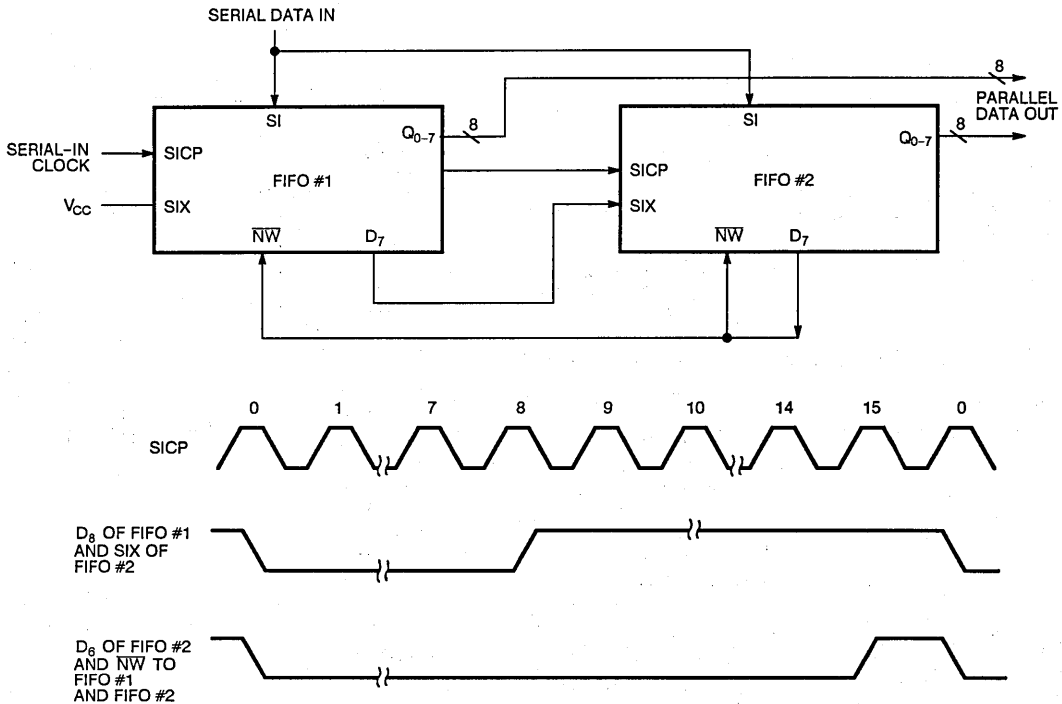 SERIAL DATA IN
8
SI
SI
Q0–7
8
PARALLEL
DATA OUT
Q0–7
8
SERIAL–IN
CLOCK
SICP
FIFO #1
SICP
FIFO #2
VCC
SIX
SIX
NW
D7
NW
D7
0 1 7 8 9 10 14 15 0
SICP
D8 OF FIFO #1
AND SIX OF
FIFO #2
D6 OF FIFO #2
AND NW TO
FIFO #1
AND FIFO #2